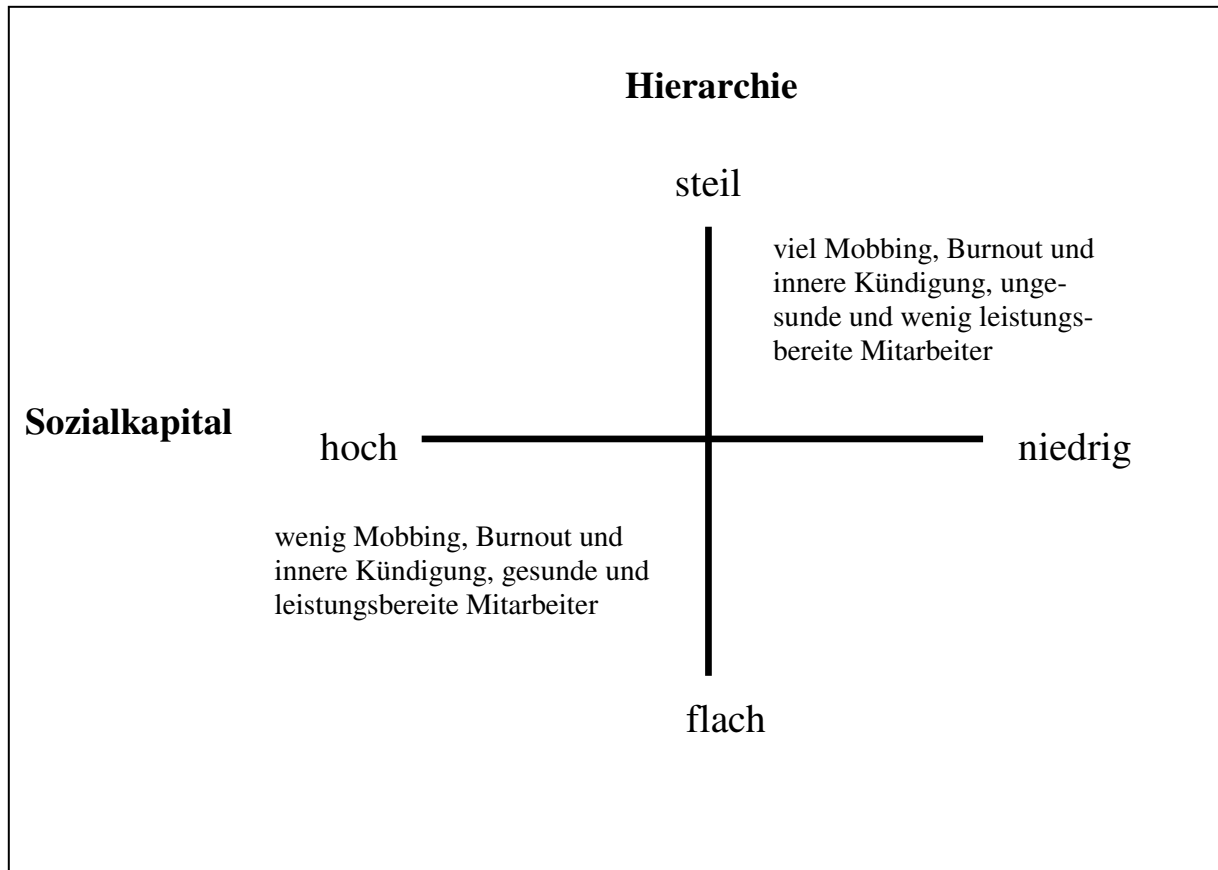 Hierarchie
steil
viel Mobbing, Burnout und
innere Kündigung, unge-
sunde und wenig leistungs-
bereite Mitarbeiter
Sozialkapital
hoch
niedrig
wenig Mobbing, Burnout und
innere Kündigung, gesunde und
leistungsbereite Mitarbeiter
flach